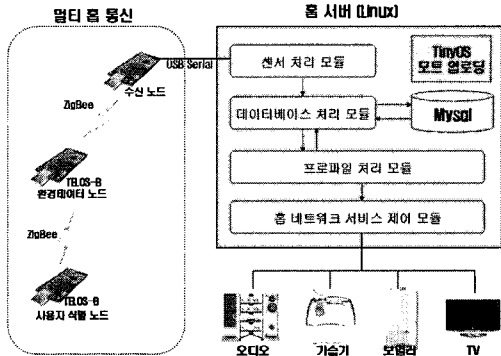 멀티 홉 통신
홈 서버 (Linux)
USB Serial
센서 처리 모듈
TinyOS
모트 업로딩
수신 노드
ZigBee
데이터베이스 처리 모듈
Mysql
프로파일 처리 모듈
TELOS-B
환경데이터 노드
홈 네트워크 서비스 제어 모듈
ZigBee
TELOS-B
사용자 식별 노드
오디오
가습기
보일러
TV